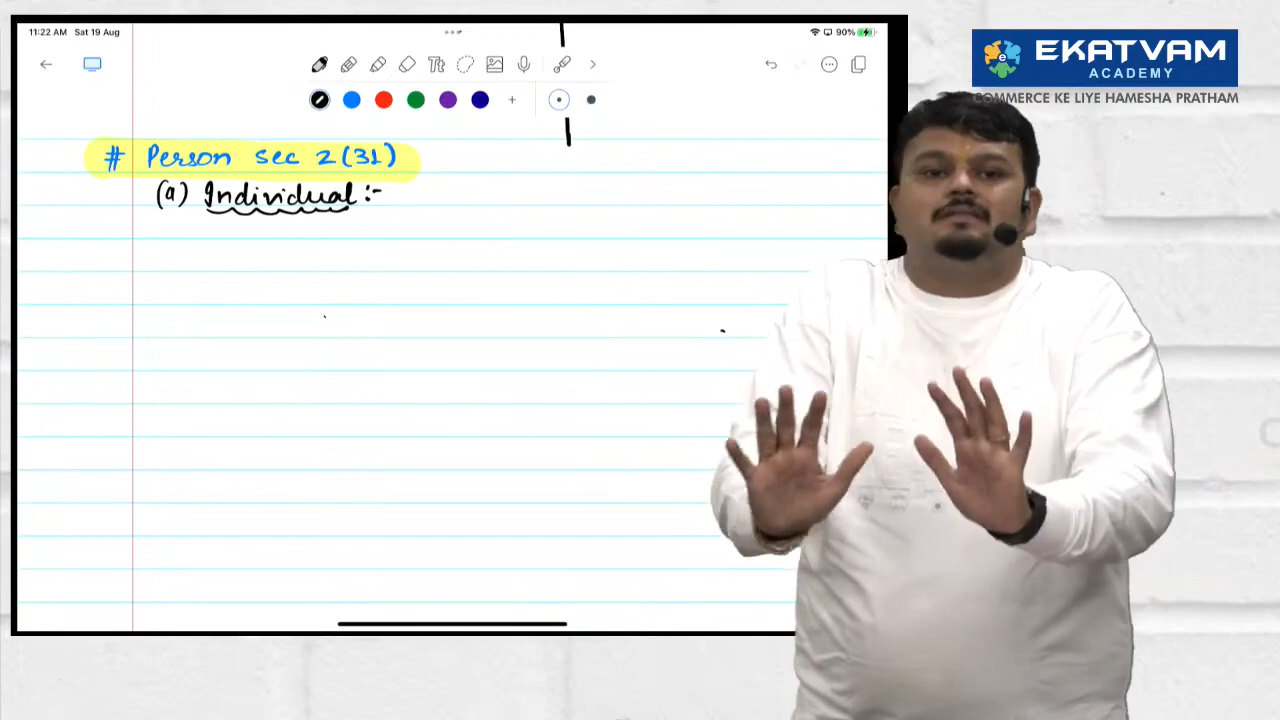 11:22 AM Sat 19 Aug
90%
Tt
EKATVAM
ACADEMY
COMMERCE KE LIYE HAMESHA PRATHAM
# Person sec 2(31)
(a) Individual :-